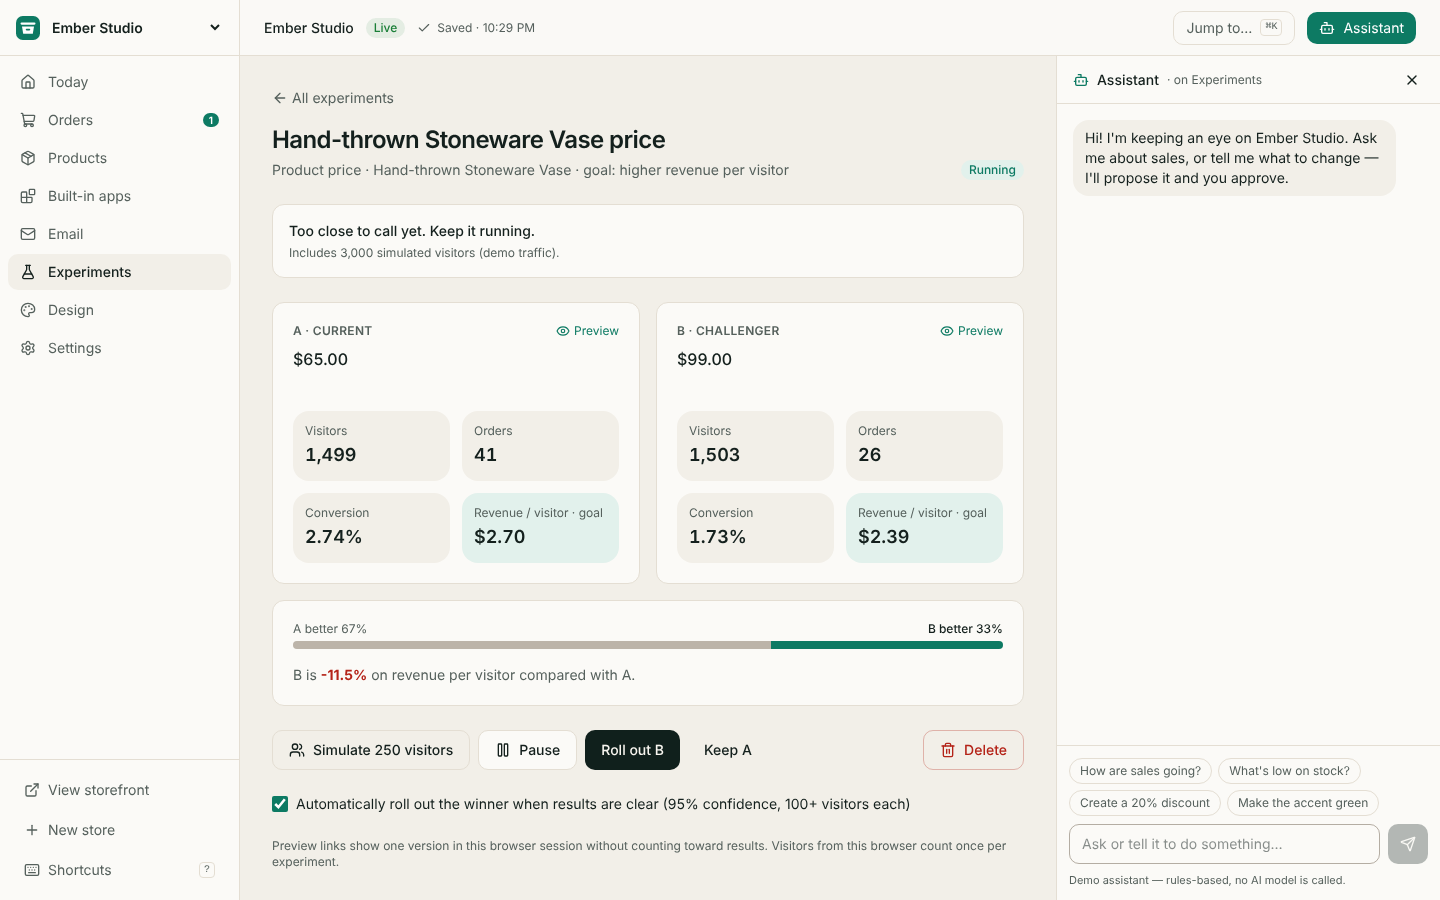 Ember Studio
Today
Orders 1
Products
Built-in apps
Email
Experiments
Design
Settings
View storefront
New store
Shortcuts ?
Ember Studio Live Saved · 10:29 PM
Jump to... ⌘K Assistant
All experiments
Hand-thrown Stoneware Vase price
Product price · Hand-thrown Stoneware Vase · goal: higher revenue per visitor Running
Too close to call yet. Keep it running.
Includes 3,000 simulated visitors (demo traffic).
A · CURRENT Preview
$65.00
Visitors Orders
1,499 41
Conversion Revenue / visitor · goal
2.74% $2.70
B · CHALLENGER Preview
$99.00
Visitors Orders
1,503 26
Conversion Revenue / visitor · goal
1.73% $2.39
A better 67% B better 33%
B is -11.5% on revenue per visitor compared with A.
Simulate 250 visitors Pause Roll out B Keep A Delete
Automatically roll out the winner when results are clear (95% confidence, 100+ visitors each)
Preview links show one version in this browser session without counting toward results. Visitors from this browser count once per
experiment.
Assistant · on Experiments
Hi! I'm keeping an eye on Ember Studio. Ask
me about sales, or tell me what to change —
I'll propose it and you approve.
How are sales going? What's low on stock?
Create a 20% discount Make the accent green
Ask or tell it to do something...
Demo assistant — rules-based, no AI model is called.